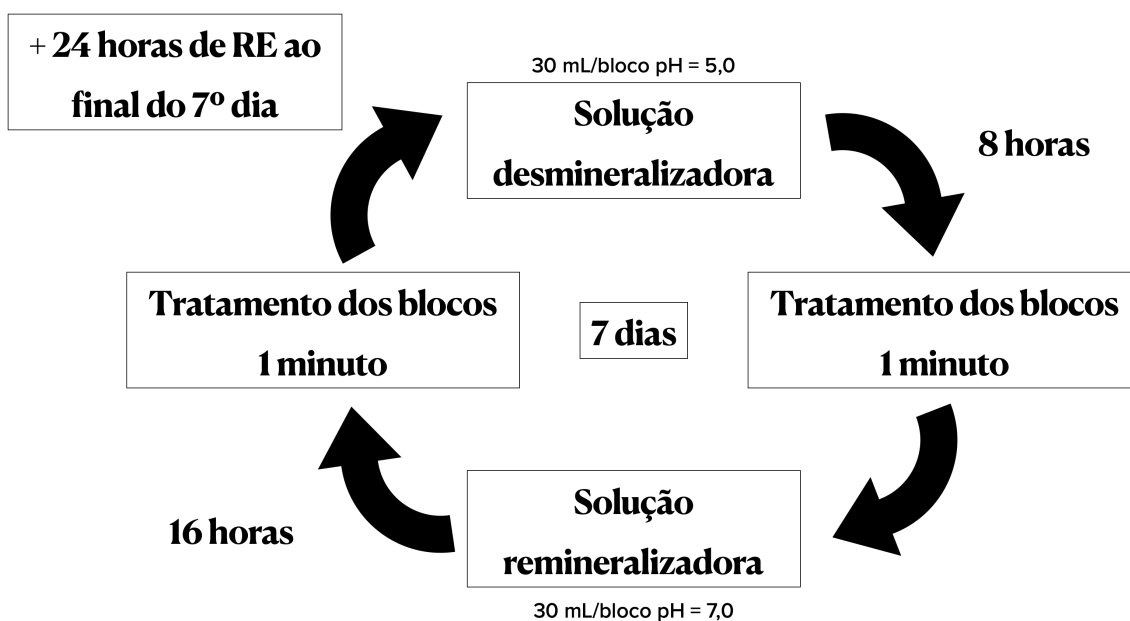 + 24 horas de RE ao
final do 7º dia
30 mL/bloco pH = 5,0
Solução
desmineralizadora
8 horas
Tratamento dos blocos
1 minuto
7 dias
Tratamento dos blocos
1 minuto
16 horas
Solução
remineralizadora
30 mL/bloco pH = 7,0